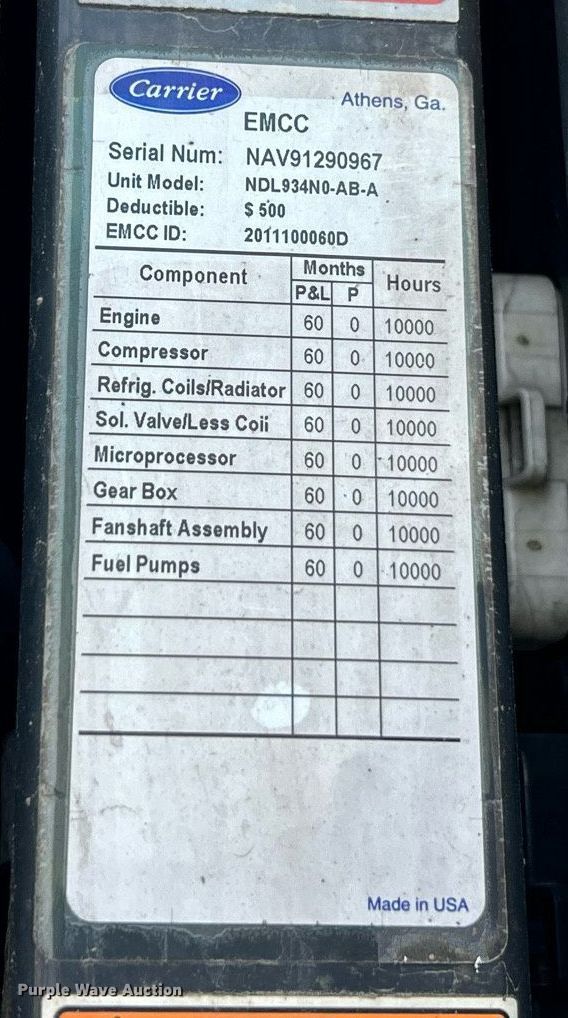 Carrier
Athens, Ga.
EMCC
Serial Num: NAV91290967
Unit Model: NDL934N0-AB-A
Deductible: $ 500
EMCC ID: 2011100060D
Component Months Hours
P&L P
Engine 60 0 10000
Compressor 60 0 10000
Refrig. Coils/Radiator 60 0 10000
Sol. Valve/Less Coil 60 0 10000
Microprocessor 60 0 10000
Gear Box 60 0 10000
Fanshaft Assembly 60 0 10000
Fuel Pumps 60 0 10000
Made in USA
Purple Wave Auction